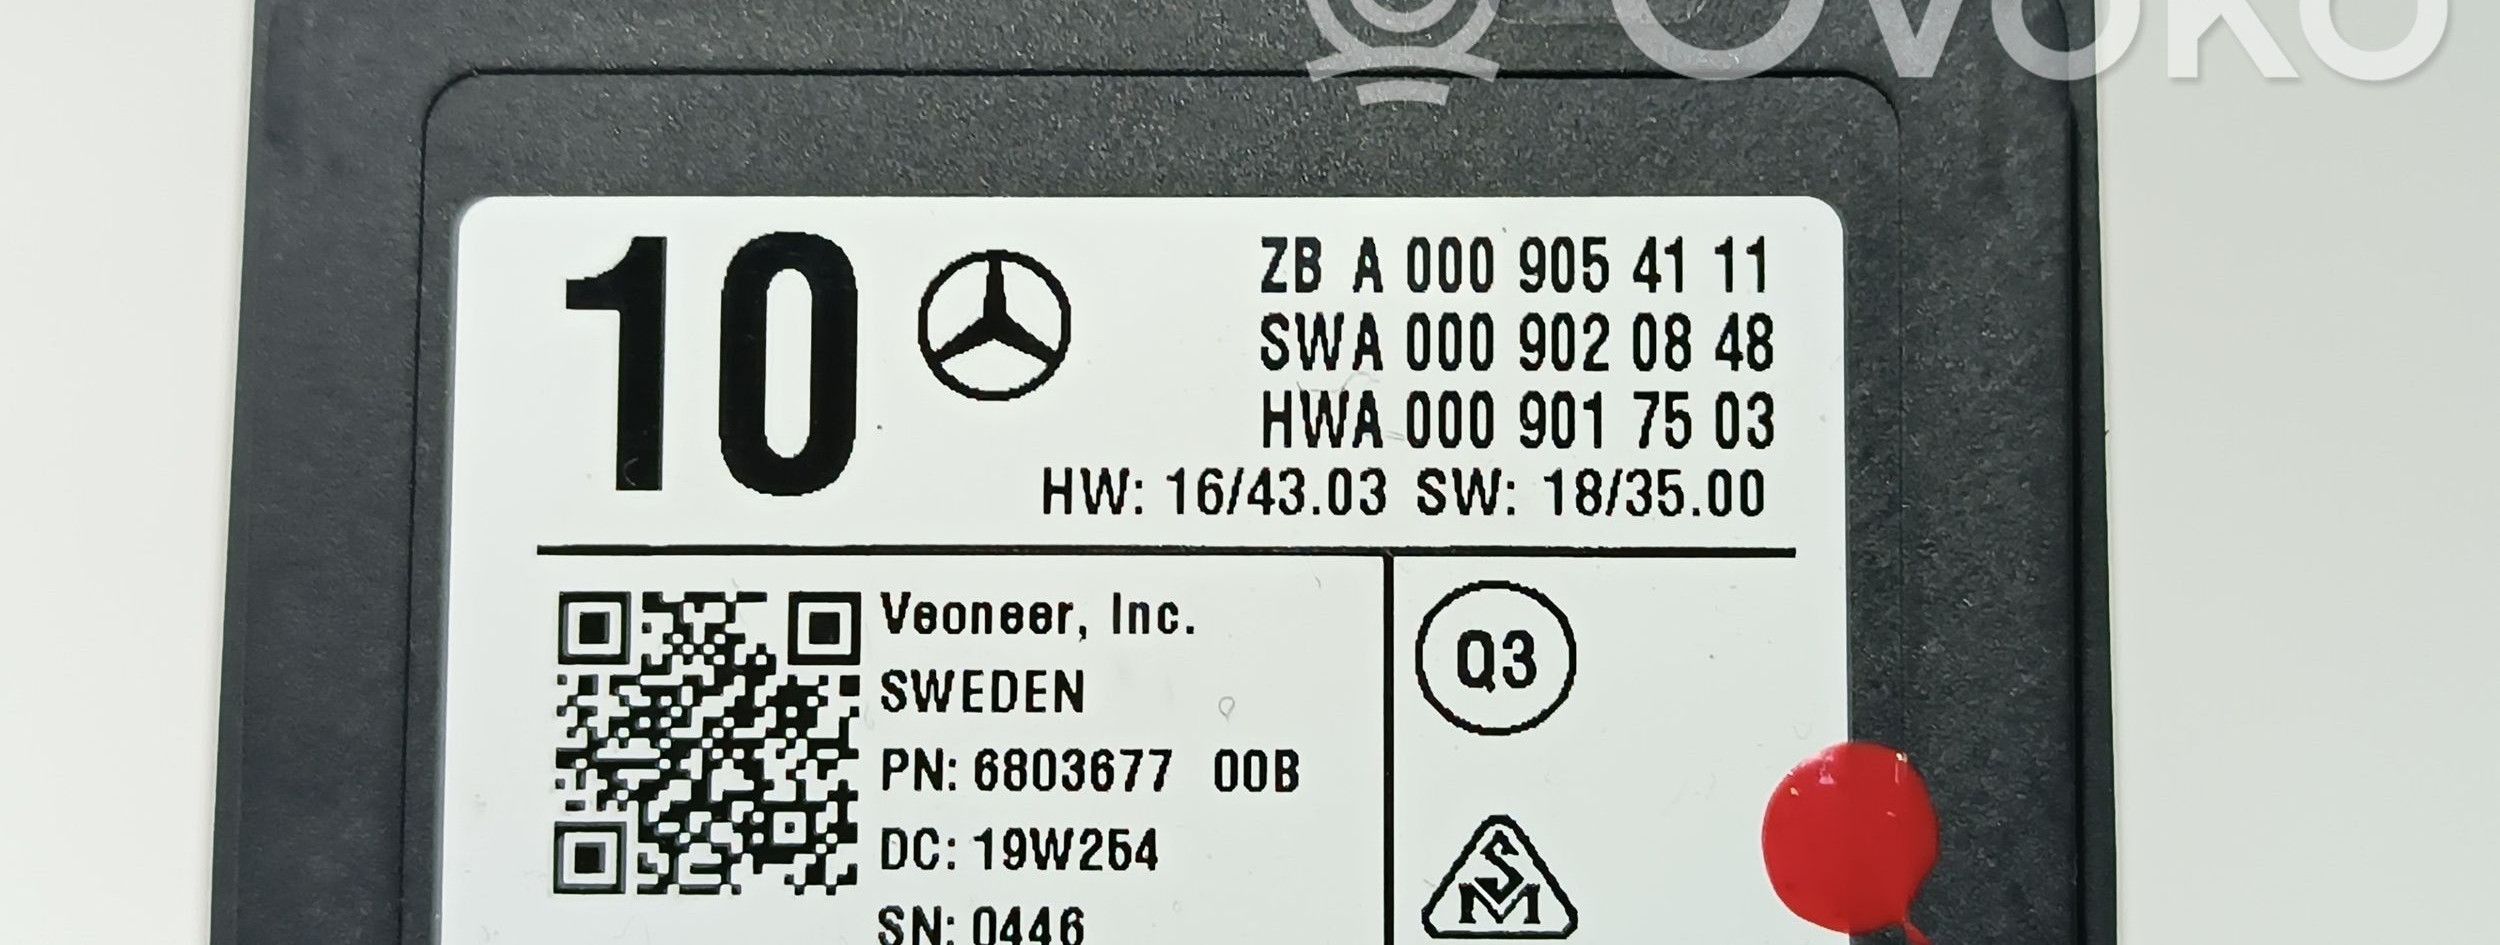 OVOKO
10
ZB A 000 905 41 11
SWA 000 902 08 48
HWA 000 901 75 03
HW: 16/43.03 SW: 18/35.00
Veoneer, Inc.
SWEDEN
PN: 6803677 00B
DC: 19W254
SN: 0446
Q3
SM